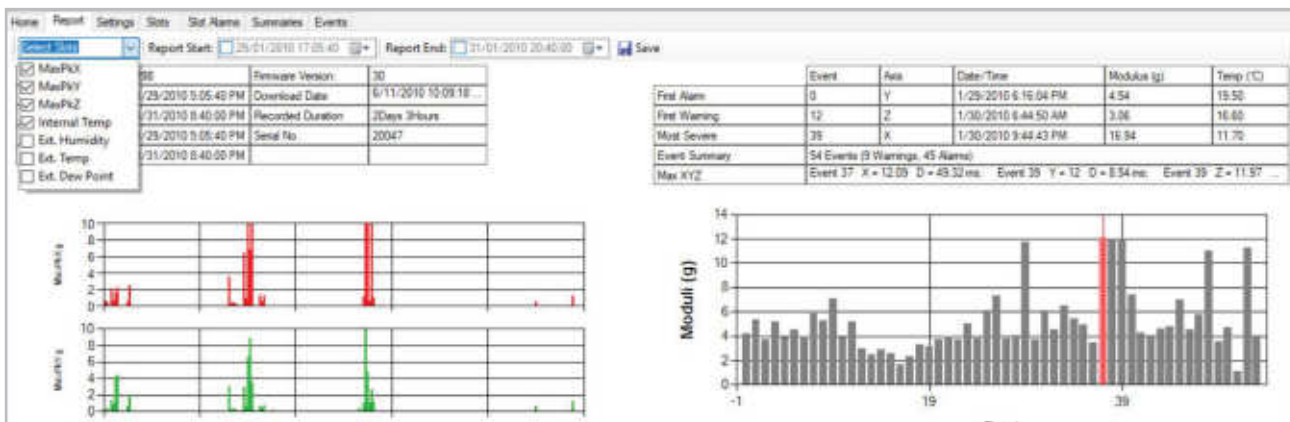 Home Report Settings Slots Slot Alarms Summaries Events
Select Slots Report Start: 29/01/2010 17:05:40 Report End: 31/01/2010 20:40:00 Save
MaxPkX
MaxPkY
MaxPkZ
Internal Temp
Ext. Humidity
Ext. Temp
Ext. Dew Point
98 Firmware Version: 30
1/29/2010 5:05:40 PM Download Date 6/11/2010 10:09:18 ...
1/31/2010 8:40:00 PM Recorded Duration 2Days 3Hours
1/29/2010 5:05:40 PM Serial No. 20047
1/31/2010 8:40:00 PM
Event Axis Date/Time Modulus (g) Temp (°C)
First Alarm 0 Y 1/29/2010 6:16:04 PM 4.54 19.50
First Warning 12 Z 1/30/2010 6:44:50 AM 3.06 16.60
Most Severe 39 X 1/30/2010 9:44:43 PM 16.94 11.70
Event Summary 54 Events (9 Warnings, 45 Alarms)
Max XYZ Event 37 X = 12.09 D = 49.32 ms. Event 39 Y = 12 D = 8.54 ms. Event 39 Z = 11.97 ...
MaxPkX g
10
8
6
4
2
0
MaxPkY g
10
8
6
4
2
0
Moduli (g)
14
12
10
8
6
4
2
0
-1 19 39